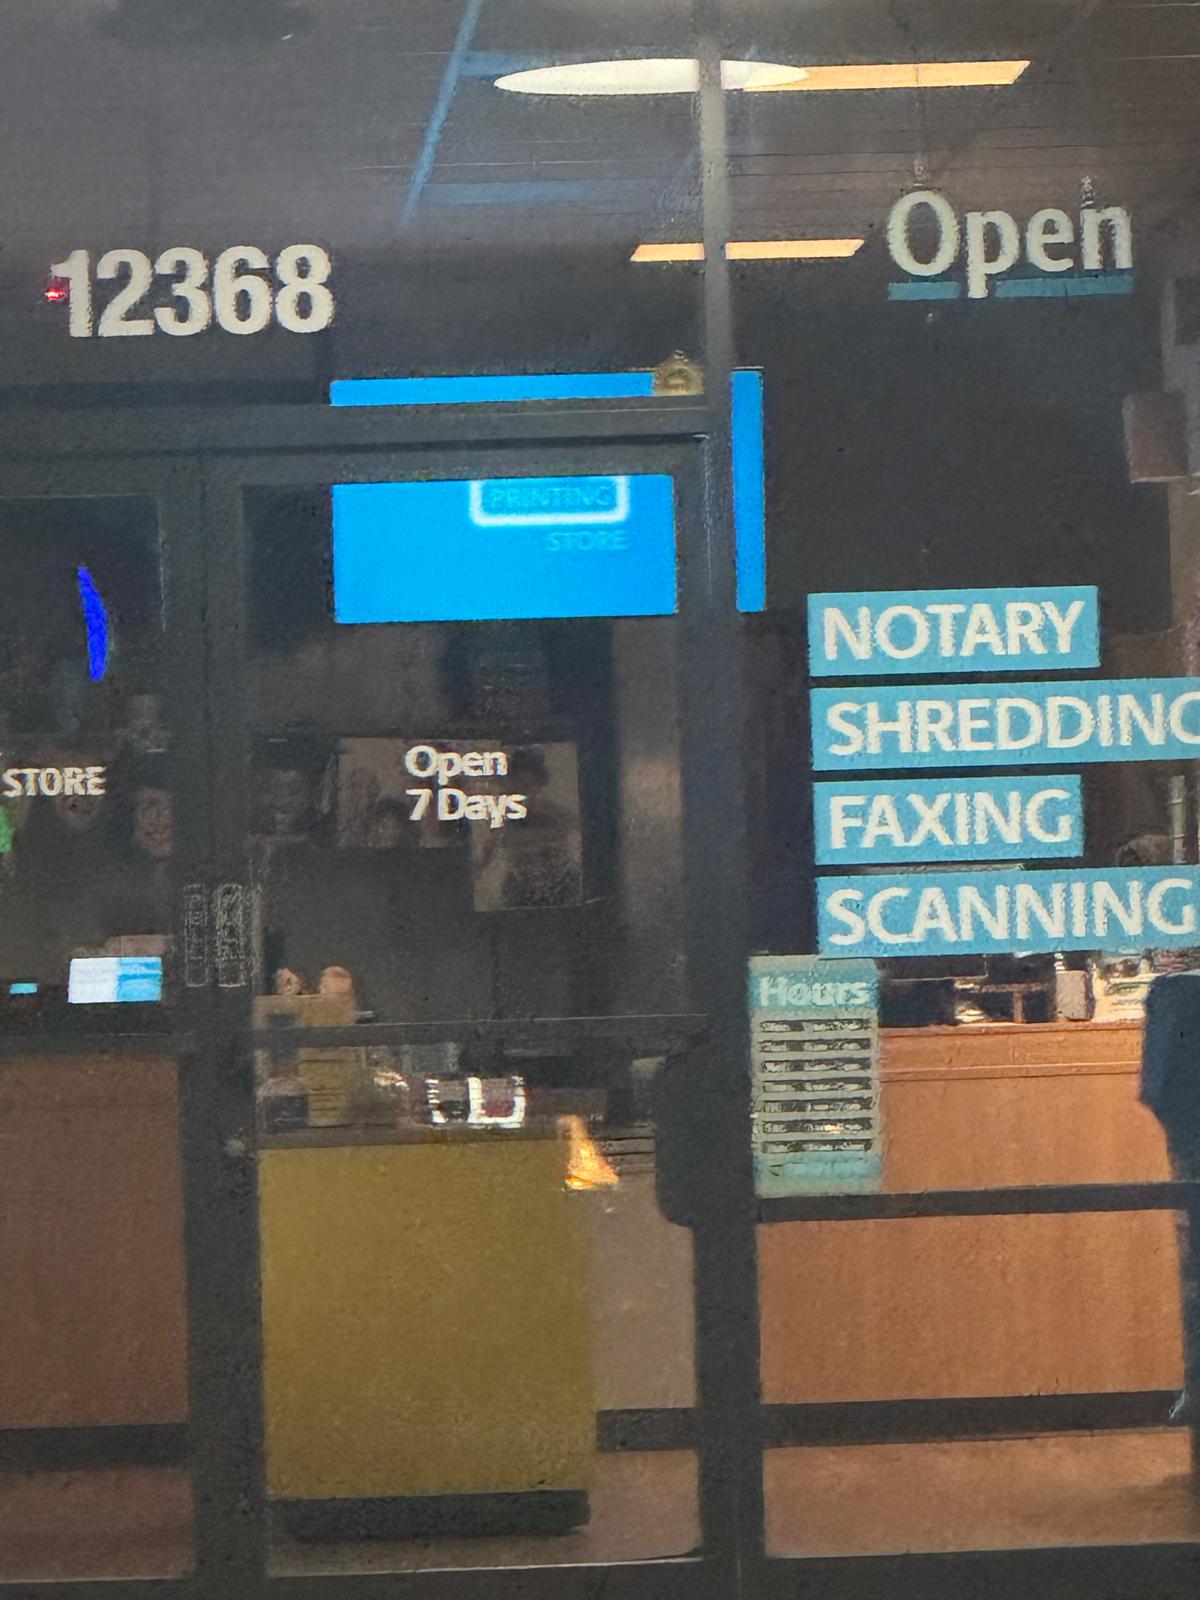 Open
12368
PRINTING
STORE
NOTARY
SHREDDING
STORE
Open
7 Days
FAXING
SCANNING
Hours